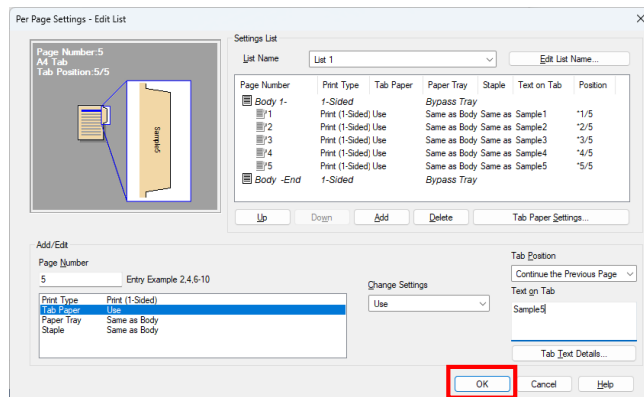 Per Page Settings - Edit List
Page Number:5
A4 Tab
Tab Position:5/5
Sample5
Settings List
List Name List 1 Edit List Name...
Page Number Print Type Tab Paper Paper Tray Staple Text on Tab Position
Body 1- 1-Sided Bypass Tray
*1 Print (1-Sided) Use Same as Body Same as Sample1 *1/5
*2 Print (1-Sided) Use Same as Body Same as Sample2 *2/5
*3 Print (1-Sided) Use Same as Body Same as Sample3 *3/5
*4 Print (1-Sided) Use Same as Body Same as Sample4 *4/5
*5 Print (1-Sided) Use Same as Body Same as Sample5 *5/5
Body -End 1-Sided Bypass Tray
Up Down Add Delete Tab Paper Settings...
Add/Edit
Page Number
5 Entry Example 2,4,6-10
Print Type Print (1-Sided)
Tab Paper Use
Paper Tray Same as Body
Staple Same as Body
Change Settings
Use
Tab Position
Continue the Previous Page
Text on Tab
Sample5
Tab Text Details...
OK Cancel Help